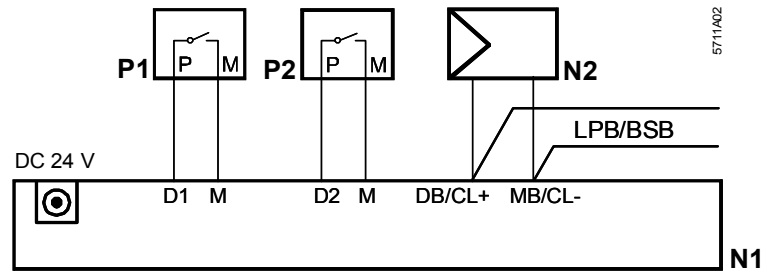 5711A02
P M P M
P1 P2 N2
LPB/BSB
DC 24 V
D1 M D2 M DB/CL+ MB/CL-
N1